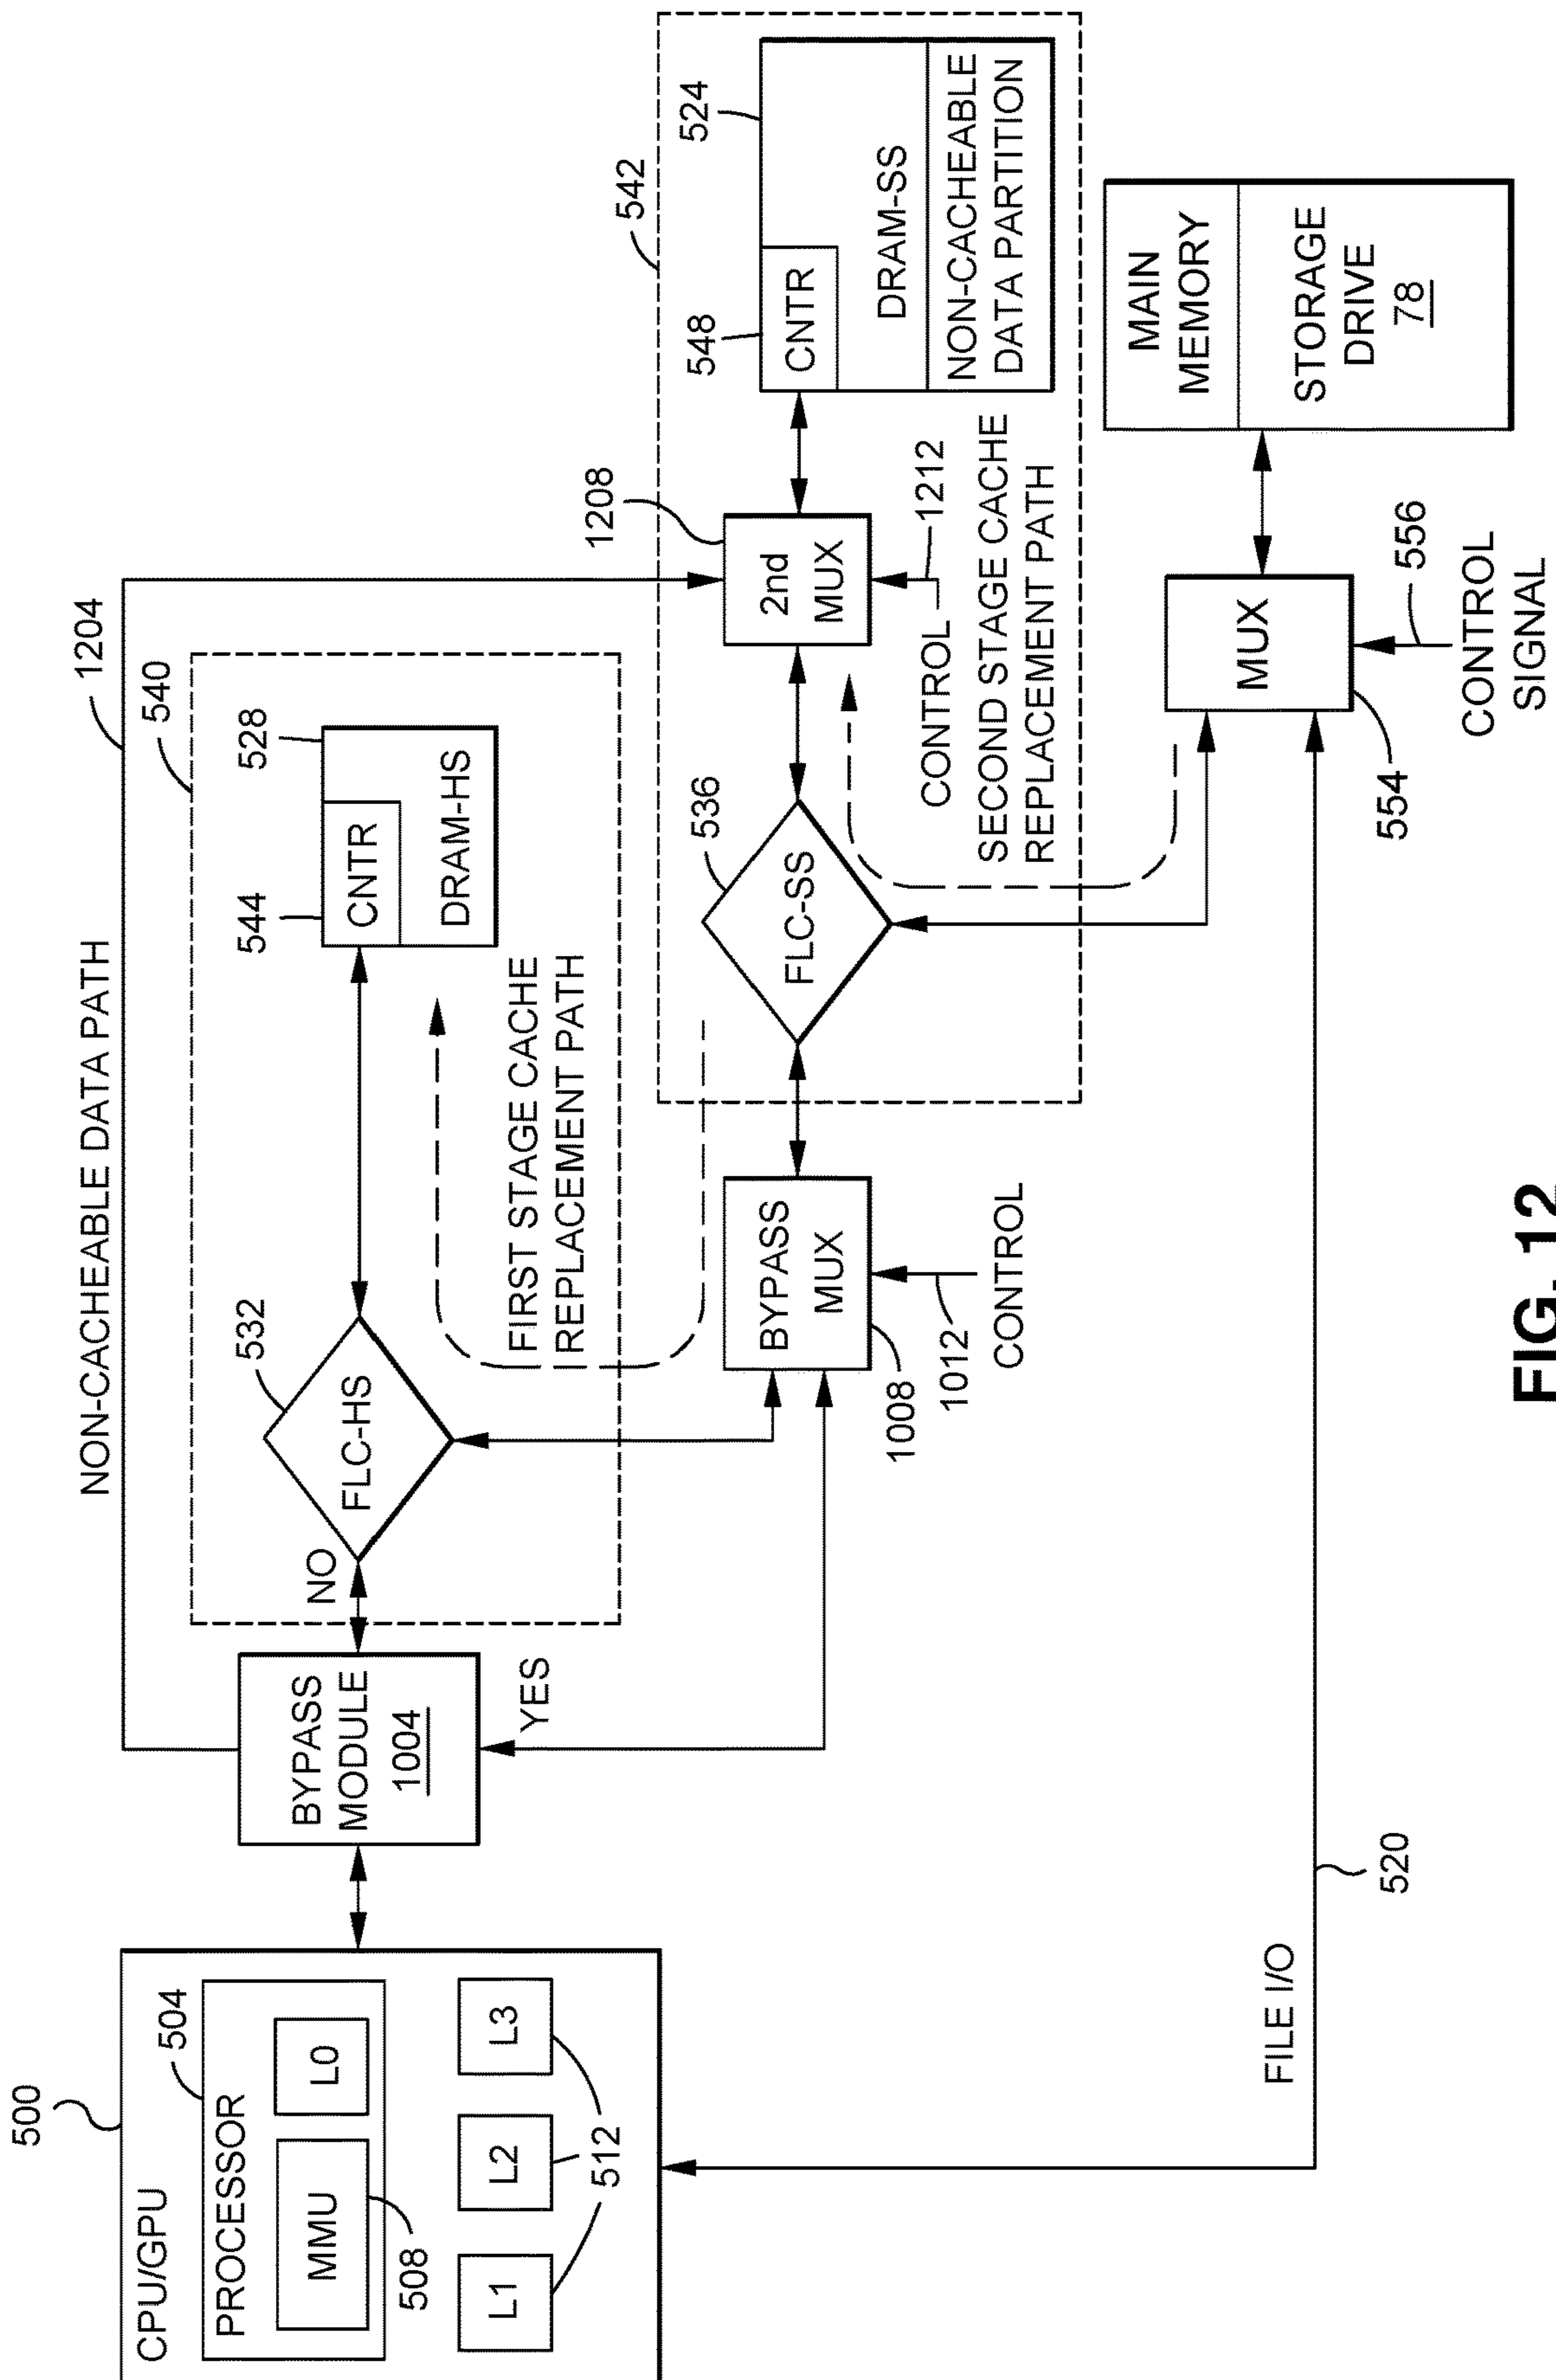 500
CPU/GPU
504
PROCESSOR
MMU
L0
508
L1
L2
L3
512
BYPASS
MODULE
1004
NO
YES
NON-CACHEABLE DATA PATH
1204
540
532
FLC-HS
544
528
CNTR
DRAM-HS
FIRST STAGE CACHE
REPLACEMENT PATH
BYPASS
MUX
1008
1012
CONTROL
542
536
FLC-SS
1208
2nd
MUX
CONTROL
1212
SECOND STAGE CACHE
REPLACEMENT PATH
548
524
CNTR
DRAM-SS
NON-CACHEABLE
DATA PARTITION
FILE I/O
520
MUX
554
556
CONTROL
SIGNAL
MAIN
MEMORY
STORAGE
DRIVE
78
FIG. 12